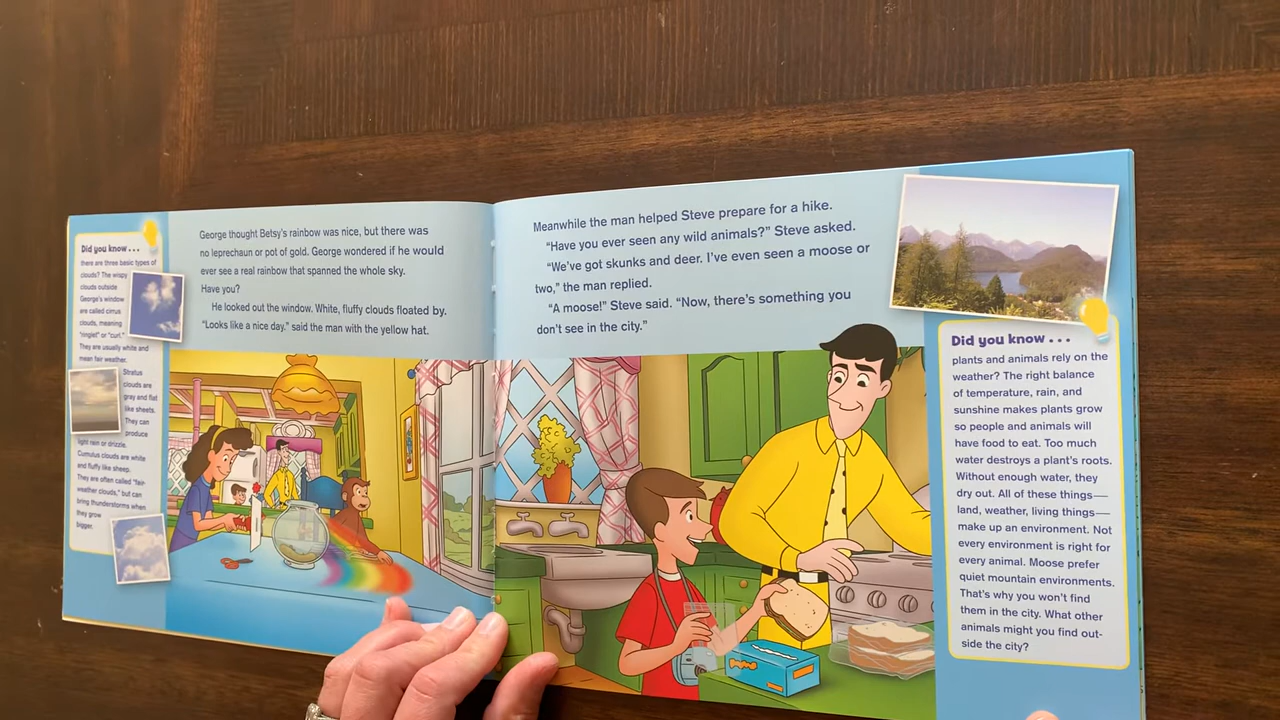 Did you know . . .
there are three basic types of
clouds? The wispy
clouds outside
George's window
are called cirrus
clouds, meaning
"ringlet" or "curl."
They are usually white and
mean fair weather.
Stratus
clouds are
gray and flat
like sheets.
They can
produce
light rain or drizzle.
Cumulus clouds are white
and fluffy like sheep.
They are often called "fair-
weather clouds," but can
bring thunderstorms when
they grow
bigger.
George thought Betsy's rainbow was nice, but there was
no leprechaun or pot of gold. George wondered if he would
ever see a real rainbow that spanned the whole sky.
Have you?
He looked out the window. White, fluffy clouds floated by.
"Looks like a nice day," said the man with the yellow hat.
Meanwhile the man helped Steve prepare for a hike.
"Have you ever seen any wild animals?" Steve asked.
"We've got skunks and deer. I've even seen a moose or
two," the man replied.
"A moose!" Steve said. "Now, there's something you
don't see in the city."
Did you know . . .
plants and animals rely on the
weather? The right balance
of temperature, rain, and
sunshine makes plants grow
so people and animals will
have food to eat. Too much
water destroys a plant's roots.
Without enough water, they
dry out. All of these things—
land, weather, living things—
make up an environment. Not
every environment is right for
every animal. Moose prefer
quiet mountain environments.
That's why you won't find
them in the city. What other
animals might you find out-
side the city?